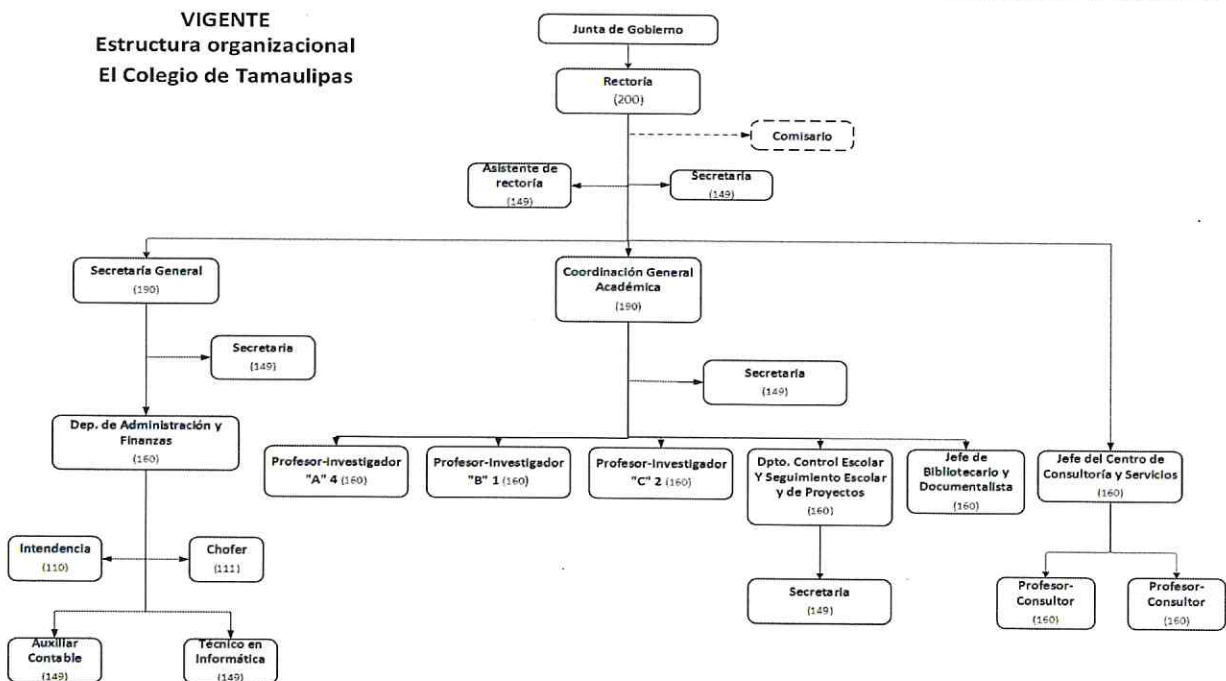 VIGENTE
Estructura organizacional
El Colegio de Tamaulipas
Junta de Gobierno
Rectoría
(200)
Comisario
Asistente de
rectoría
(149)
Secretaria
(149)
Secretaría General
(190)
Coordinación General
Académica
(190)
Secretaria
(149)
Secretaria
(149)
Dep. de Administración y
Finanzas
(160)
Profesor-Investigador
"A" 4 (160)
Profesor-Investigador
"B" 1 (160)
Profesor-Investigador
"C" 2 (160)
Dpto. Control Escolar
Y Seguimiento Escolar
y de Proyectos
(160)
Jefe de
Bibliotecario y
Documentalista
(160)
Jefe del Centro de
Consultoría y Servicios
(160)
Intendencia
(110)
Chofer
(111)
Secretaria
(149)
Profesor-
Consultor
(160)
Profesor-
Consultor
(160)
Auxiliar
Contable
(149)
Técnico en
Informática
(149)